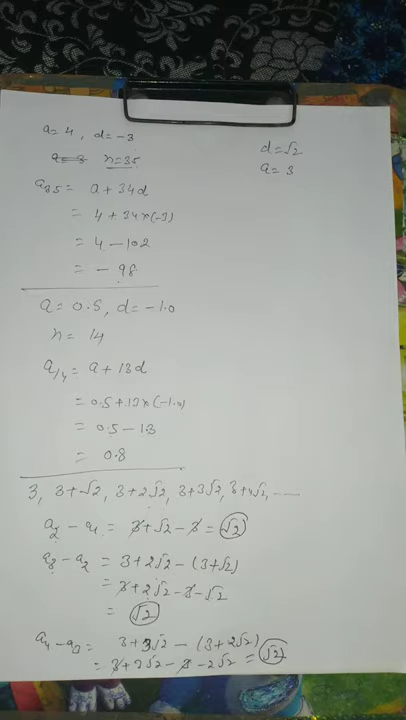 a = 4 , d = -3
a = 3 n = 35
a35 = a + 34d
= 4 + 34 × (-3)
= 4 - 102
= - 98
a = 0.5 , d = -1.0
n = 14
a14 = a + 13d
= 0.5 + 13 × (-1.0)
= 0.5 - 13
= 0.8
3, 3+√2, 3+2√2, 3+3√2, 3+4√2, ------
a2 - a1 = 3+√2 - 3 = √2
a3 - a2 = 3+2√2 - (3+√2)
= 3+2√2 - 3 - √2
= √2
a4 - a3 = 3+3√2 - (3+2√2)
= 3+3√2 - 3 - 2√2 = √2
d = √2
a = 3